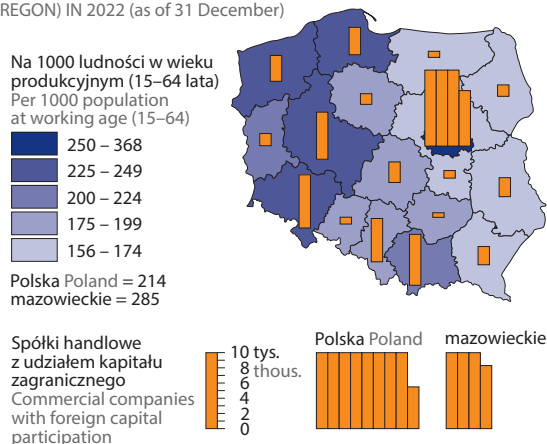 REGON) IN 2022 (as of 31 December)
Na 1000 ludności w wieku
produkcyjnym (15–64 lata)
Per 1000 population
at working age (15–64)
250 – 368
225 – 249
200 – 224
175 – 199
156 – 174
Polska Poland = 214
mazowieckie = 285
Spółki handlowe
z udziałem kapitału
zagranicznego
Commercial companies
with foreign capital
participation
10 tys.
8 thous.
6
4
2
0
Polska Poland
mazowieckie